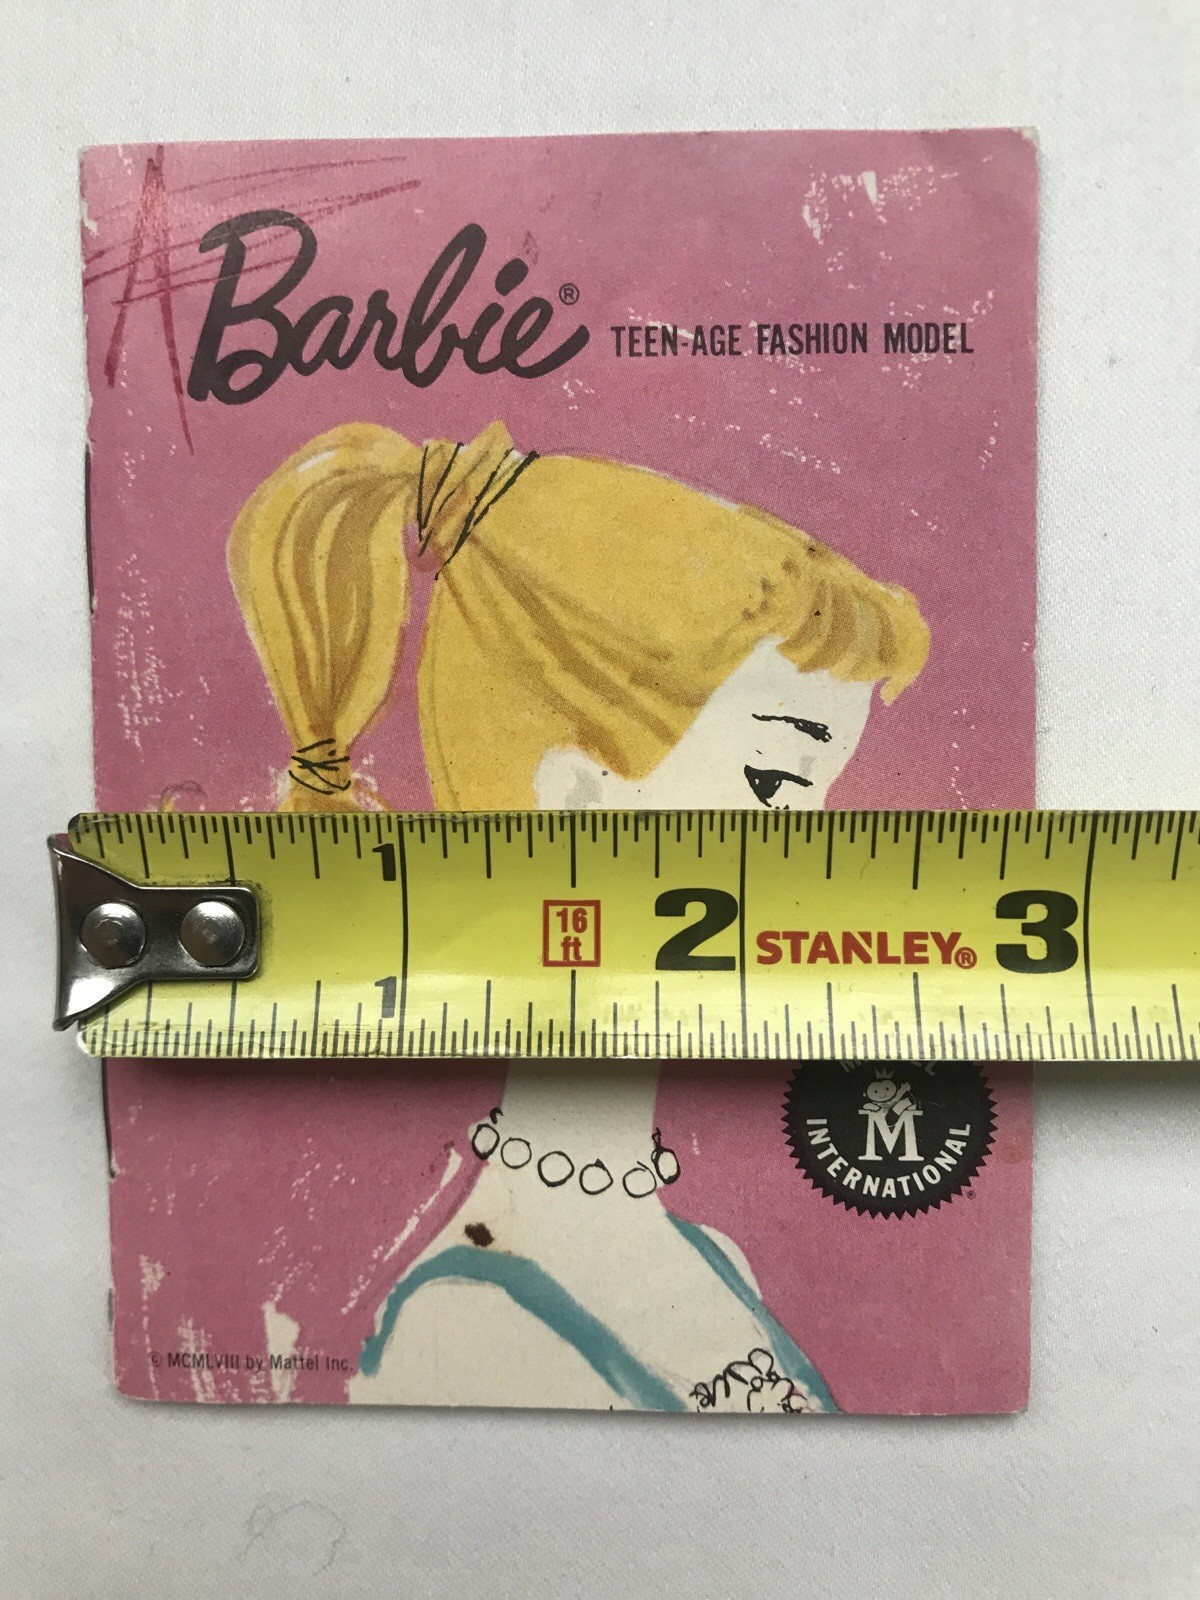 A
Barbie® TEEN-AGE FASHION MODEL
1
16
ft
2
STANLEY®
3
1
M
INTERNATIONAL
© MCMLVIII by Mattel Inc.